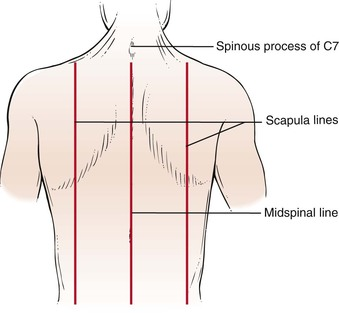 Spinous process of C7
Scapula lines
Midspinal line